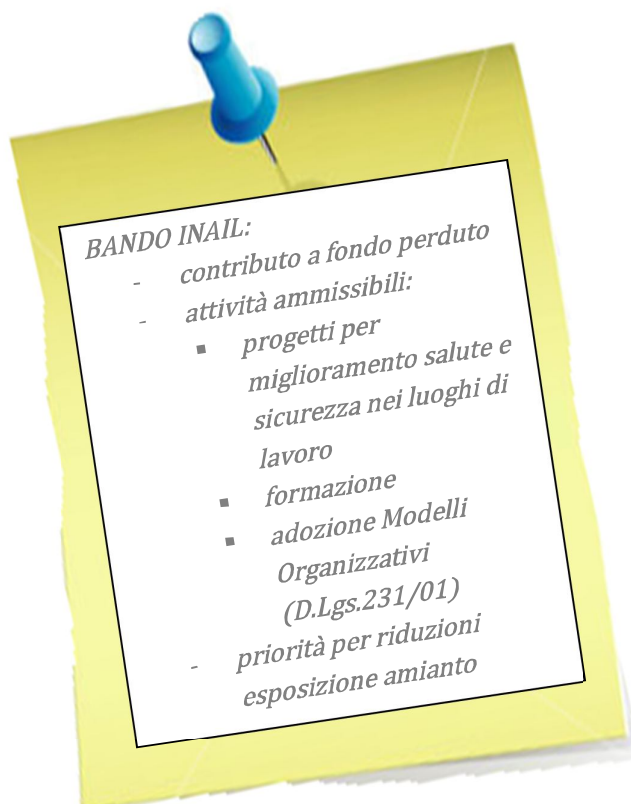 BANDO INAIL:
- contributo a fondo perduto
- attività ammissibili:
▪ progetti per
miglioramento salute e
sicurezza nei luoghi di
lavoro
▪ formazione
▪ adozione Modelli
Organizzativi
(D.Lgs.231/01)
- priorità per riduzioni
esposizione amianto